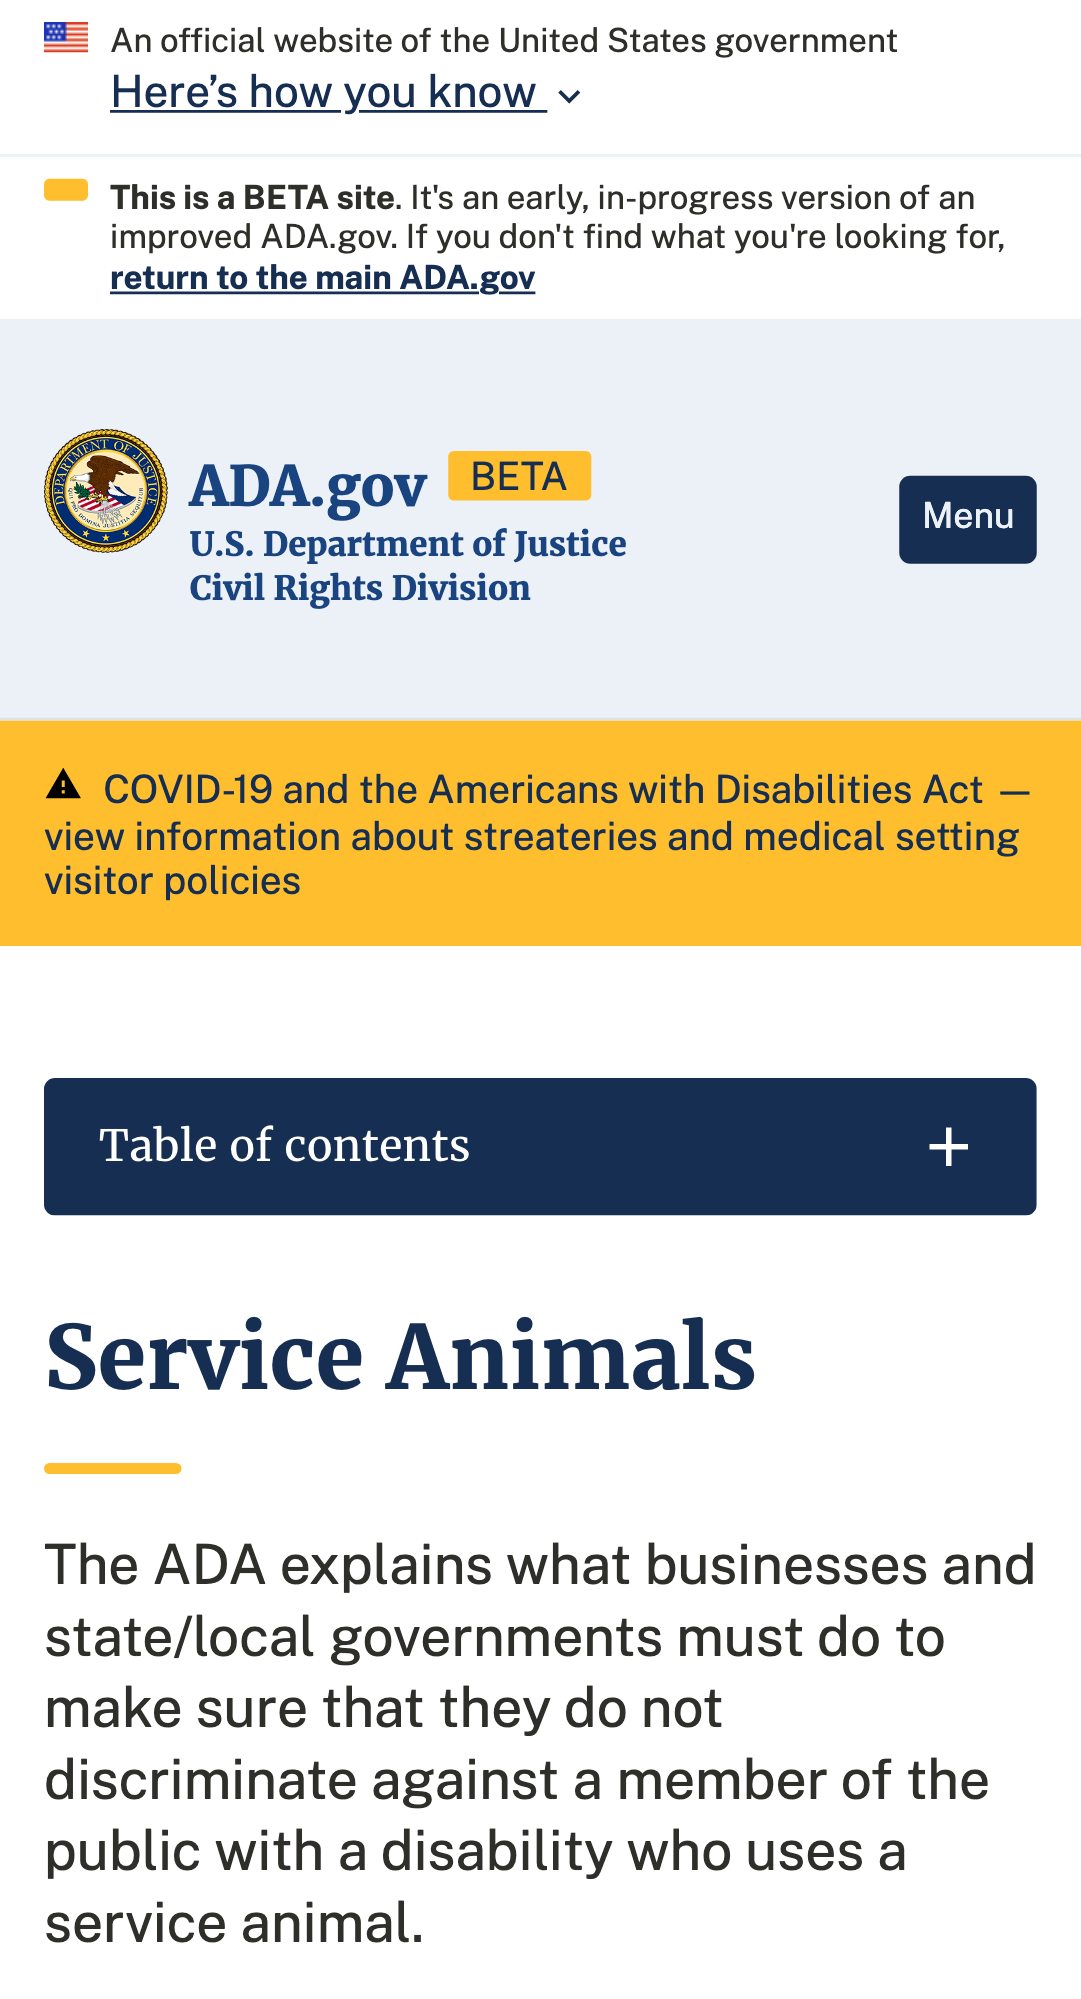 An official website of the United States government
Here’s how you know
This is a BETA site. It's an early, in-progress version of an
improved ADA.gov. If you don't find what you're looking for,
return to the main ADA.gov
DEPARTMENT OF JUSTICE
ADA.gov BETA
U.S. Department of Justice
Civil Rights Division
Menu
COVID-19 and the Americans with Disabilities Act —
view information about streateries and medical setting
visitor policies
Table of contents
Service Animals
The ADA explains what businesses and
state/local governments must do to
make sure that they do not
discriminate against a member of the
public with a disability who uses a
service animal.